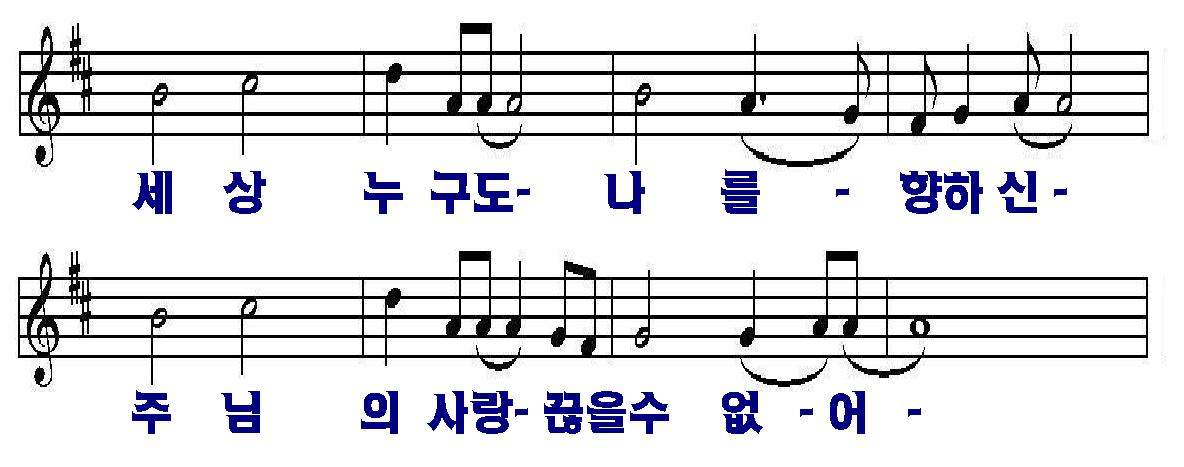 세 상 누 구도- 나 를 - 향하 신 -
주 님 의 사랑- 끊을수 없 - 어 -